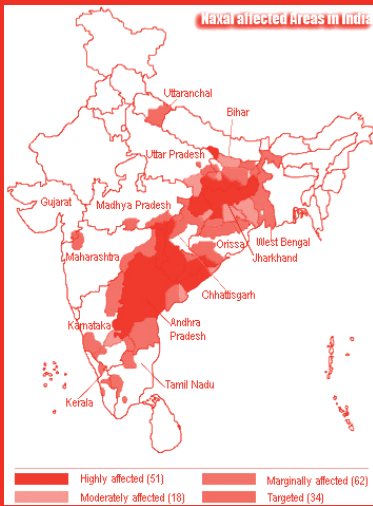 Naxal affected Areas in India
Uttaranchal
Bihar
Uttar Pradesh
Gujarat
Madhya Pradesh
West Bengal
Orissa
Jharkhand
Maharashtra
Chhattisgarh
Karnataka
Andhra
Pradesh
Tamil Nadu
Kerala
Highly affected (51)
Marginally affected (62)
Moderately affected (18)
Targeted (34)